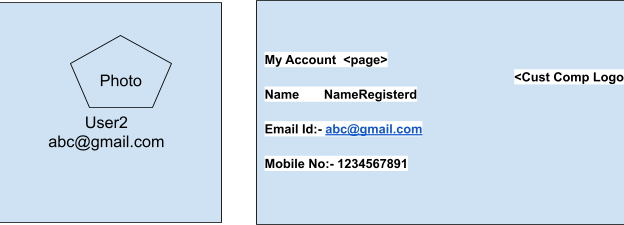 Photo
User2
abc@gmail.com
My Account <page>
<Cust Comp Logo
Name NameRegisterd
Email Id:- abc@gmail.com
Mobile No:- 1234567891